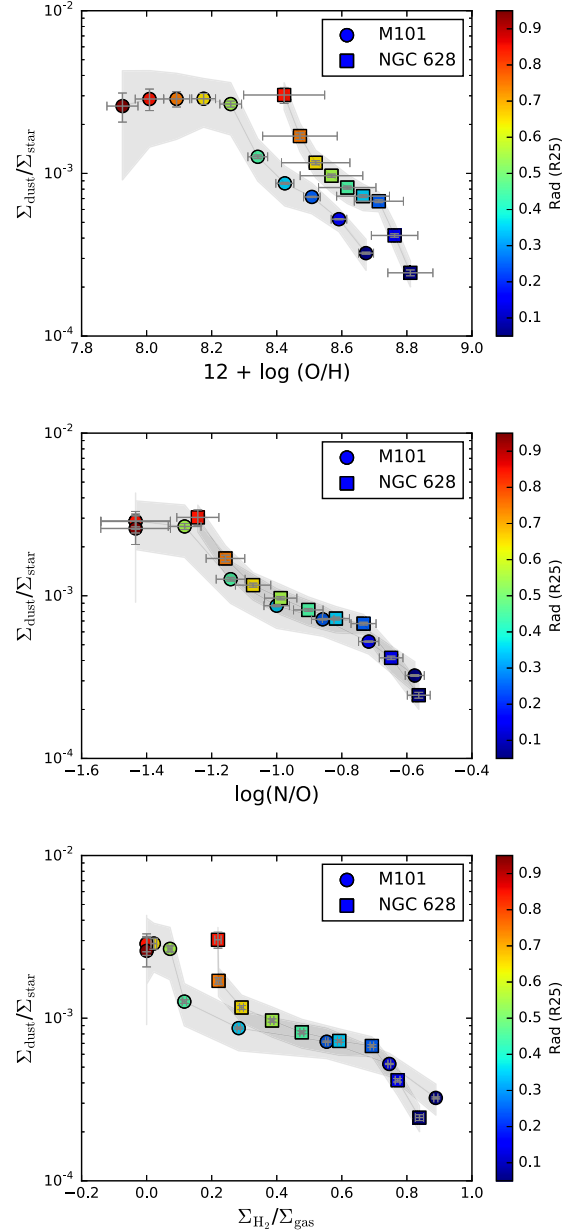 M101
NGC 628
10⁻²
10⁻³
10⁻⁴
Σdust/Σstar
7.8 8.0 8.2 8.4 8.6 8.8 9.0
12 + log (O/H)
0.9
0.8
0.7
0.6
0.5
0.4
0.3
0.2
0.1
Rad (R25)
M101
NGC 628
10⁻²
10⁻³
10⁻⁴
Σdust/Σstar
−1.6 −1.4 −1.2 −1.0 −0.8 −0.6 −0.4
log(N/O)
0.9
0.8
0.7
0.6
0.5
0.4
0.3
0.2
0.1
Rad (R25)
M101
NGC 628
10⁻²
10⁻³
10⁻⁴
Σdust/Σstar
−0.2 0.0 0.2 0.4 0.6 0.8 1.0
ΣH₂/Σgas
0.9
0.8
0.7
0.6
0.5
0.4
0.3
0.2
0.1
Rad (R25)